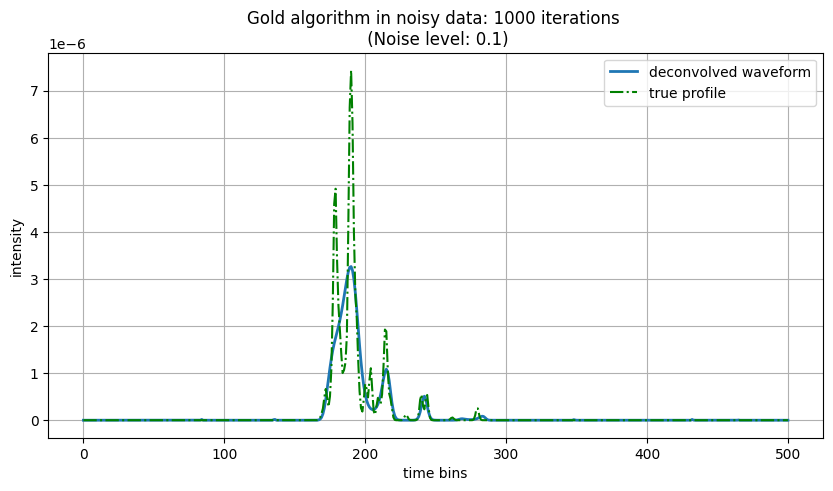 Gold algorithm in noisy data: 1000 iterations
(Noise level: 0.1)
1e−6
deconvolved waveform
true profile
7
6
5
4
3
2
1
0
intensity
0
100
200
300
400
500
time bins